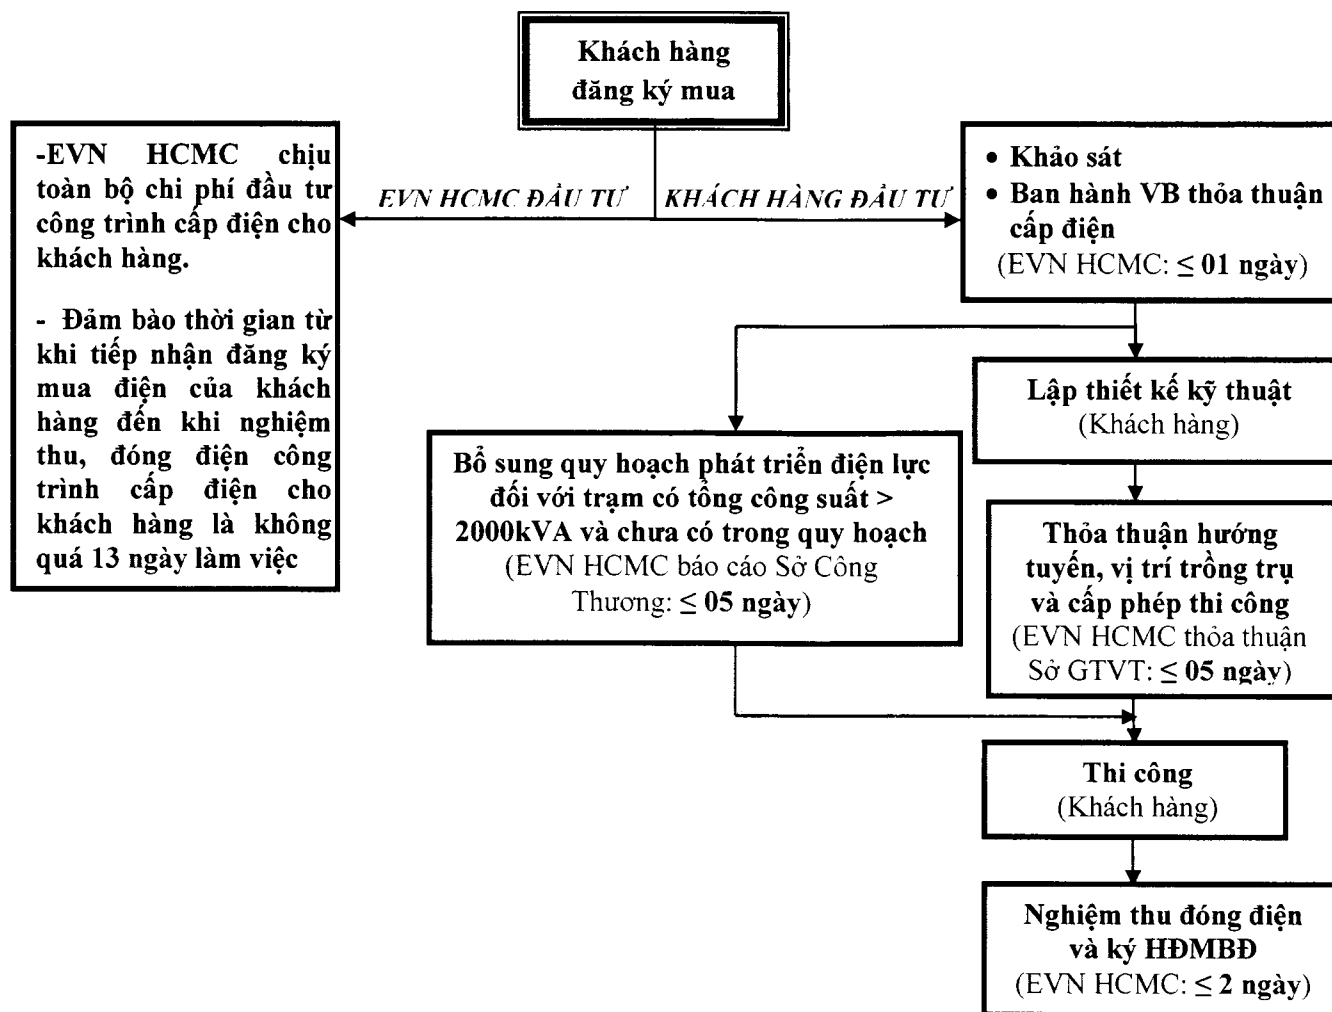 Khách hàng
đăng ký mua
-EVN HCMC chịu
toàn bộ chi phí đầu tư
công trình cấp điện cho
khách hàng.
- Đảm bào thời gian từ
khi tiếp nhận đăng ký
mua điện của khách
hàng đến khi nghiệm
thu, đóng điện công
trình cấp điện cho
khách hàng là không
quá 13 ngày làm việc
EVN HCMC ĐẦU TƯ
KHÁCH HÀNG ĐẦU TƯ
• Khảo sát
• Ban hành VB thỏa thuận
cấp điện
(EVN HCMC: ≤ 01 ngày)
Lập thiết kế kỹ thuật
(Khách hàng)
Bổ sung quy hoạch phát triển điện lực
đối với trạm có tổng công suất >
2000kVA và chưa có trong quy hoạch
(EVN HCMC báo cáo Sở Công
Thương: ≤ 05 ngày)
Thỏa thuận hướng
tuyến, vị trí trồng trụ
và cấp phép thi công
(EVN HCMC thỏa thuận
Sở GTVT: ≤ 05 ngày)
Thi công
(Khách hàng)
Nghiệm thu đóng điện
và ký HĐMBĐ
(EVN HCMC: ≤ 2 ngày)